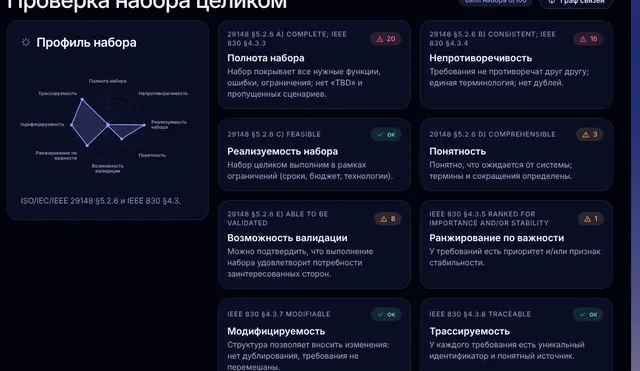 Проверка набора целиком
балл набора 0/100
Граф связей
Профиль набора
Полнота набора
Трассируемость
Непротиворечивость
Модифицируемость
Реализуемость
набора
Ранжирование по
важности
Понятность
Возможность
валидации
ISO/IEC/IEEE 29148 §5.2.6 и IEEE 830 §4.3.
29148 §5.2.6 A) COMPLETE; IEEE
830 §4.3.3
20
Полнота набора
Набор покрывает все нужные функции,
ошибки, ограничения; нет «TBD» и
пропущенных сценариев.
29148 §5.2.6 B) CONSISTENT; IEEE
830 §4.3.4
16
Непротиворечивость
Требования не противоречат друг другу;
единая терминология; нет дублей.
29148 §5.2.6 C) FEASIBLE
ОК
Реализуемость набора
Набор целиком выполним в рамках
ограничений (сроки, бюджет, технологии).
29148 §5.2.6 D) COMPREHENSIBLE
3
Понятность
Понятно, что ожидается от системы;
термины и сокращения определены.
29148 §5.2.6 E) ABLE TO BE
VALIDATED
8
Возможность валидации
Можно подтвердить, что выполнение
набора удовлетворит потребности
заинтересованных сторон.
IEEE 830 §4.3.5 RANKED FOR
IMPORTANCE AND/OR STABILITY
1
Ранжирование по важности
У требований есть приоритет и/или признак
стабильности.
IEEE 830 §4.3.7 MODIFIABLE
ОК
Модифицируемость
Структура позволяет вносить изменения:
нет дублирования, требования не
перемешаны.
IEEE 830 §4.3.8 TRACEABLE
ОК
Трассируемость
У каждого требования есть уникальный
идентификатор и понятный источник.